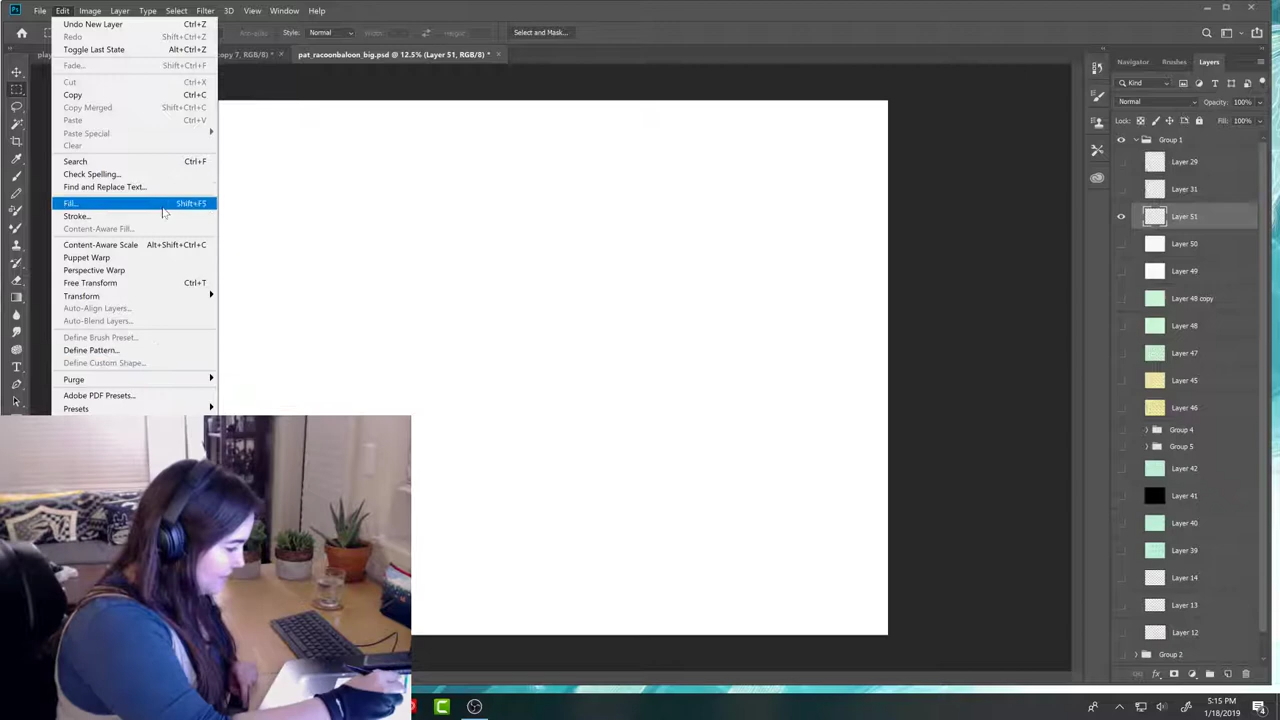 Ps File Edit Image Layer Type Select Filter 3D View Window Help
Anti-alias Style: Normal Width: Height: Select and Mask...
copy 7, RGB/8) * × pat_racoonbaloon_big.psd @ 12.5% (Layer 51, RGB/8) * ×
Undo New Layer Ctrl+Z
Redo Shift+Ctrl+Z
Toggle Last State Alt+Ctrl+Z
Fade... Shift+Ctrl+F
Cut Ctrl+X
Copy Ctrl+C
Copy Merged Shift+Ctrl+C
Paste Ctrl+V
Paste Special
Clear
Search Ctrl+F
Check Spelling...
Find and Replace Text...
Fill... Shift+F5
Stroke...
Content-Aware Fill...
Content-Aware Scale Alt+Shift+Ctrl+C
Puppet Warp
Perspective Warp
Free Transform Ctrl+T
Transform
Auto-Align Layers...
Auto-Blend Layers...
Define Brush Preset...
Define Pattern...
Define Custom Shape...
Purge
Adobe PDF Presets...
Presets
Navigator Brushes Layers
Kind
Normal Opacity: 100%
Lock: Fill: 100%
Group 1
Layer 29
Layer 31
Layer 51
Layer 50
Layer 49
Layer 48 copy
Layer 48
Layer 47
Layer 45
Layer 46
Group 4
Group 5
Layer 42
Layer 41
Layer 40
Layer 39
Layer 14
Layer 13
Layer 12
Group 2
5:15 PM
1/18/2019